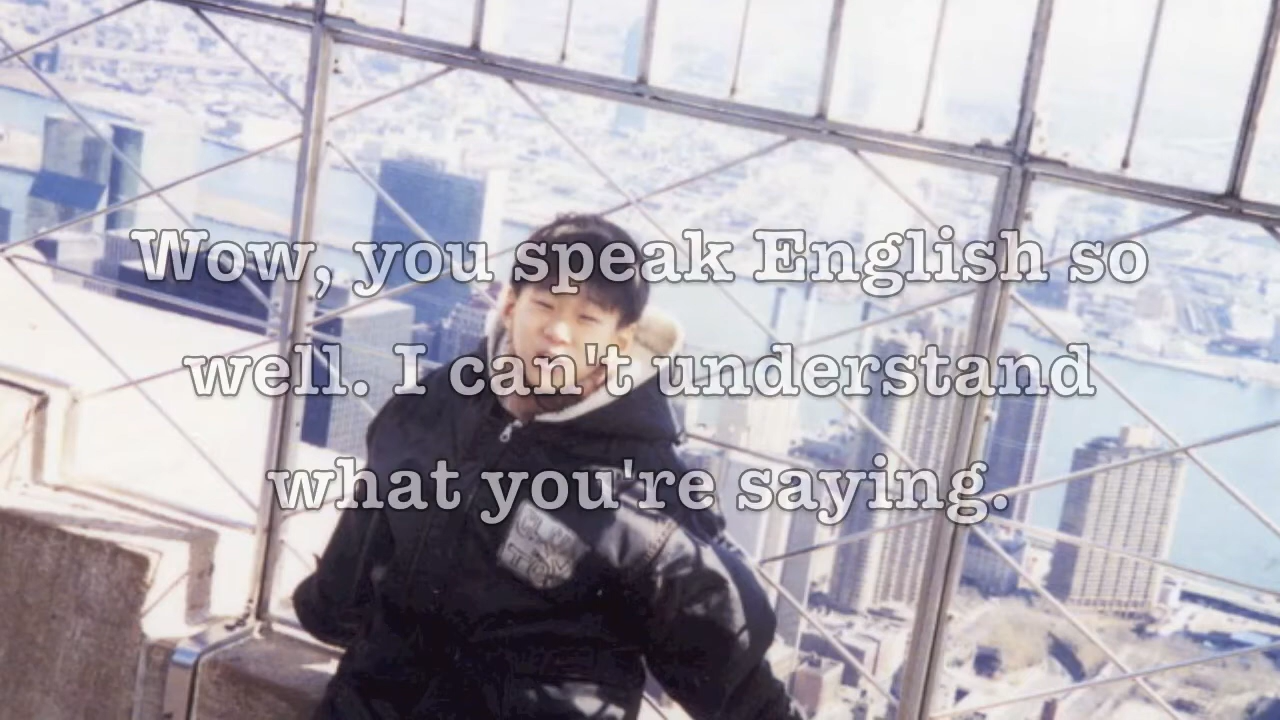 Wow, you speak English so
well. I can't understand
what you're saying.